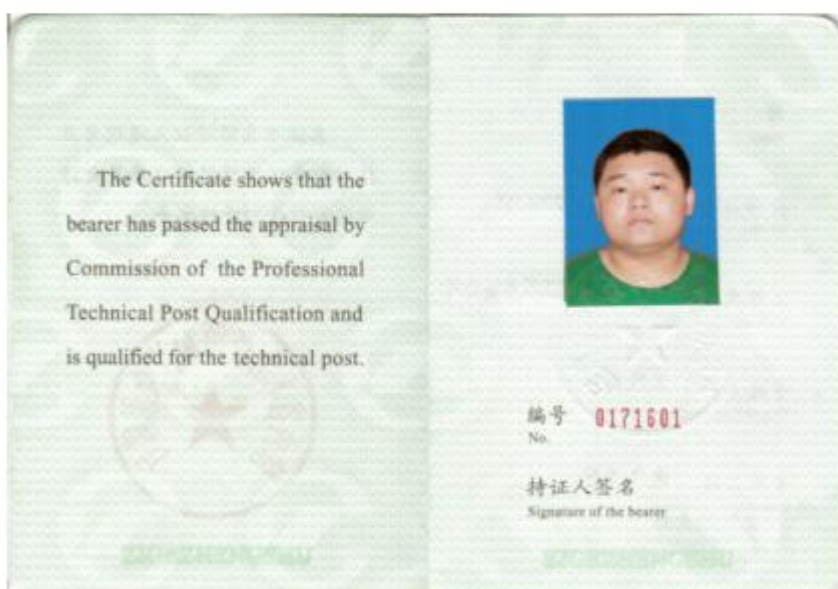 The Certificate shows that the
bearer has passed the appraisal by
Commission of the Professional
Technical Post Qualification and
is qualified for the technical post.
编号 0171601
No.
持证人签名
Signature of the bearer